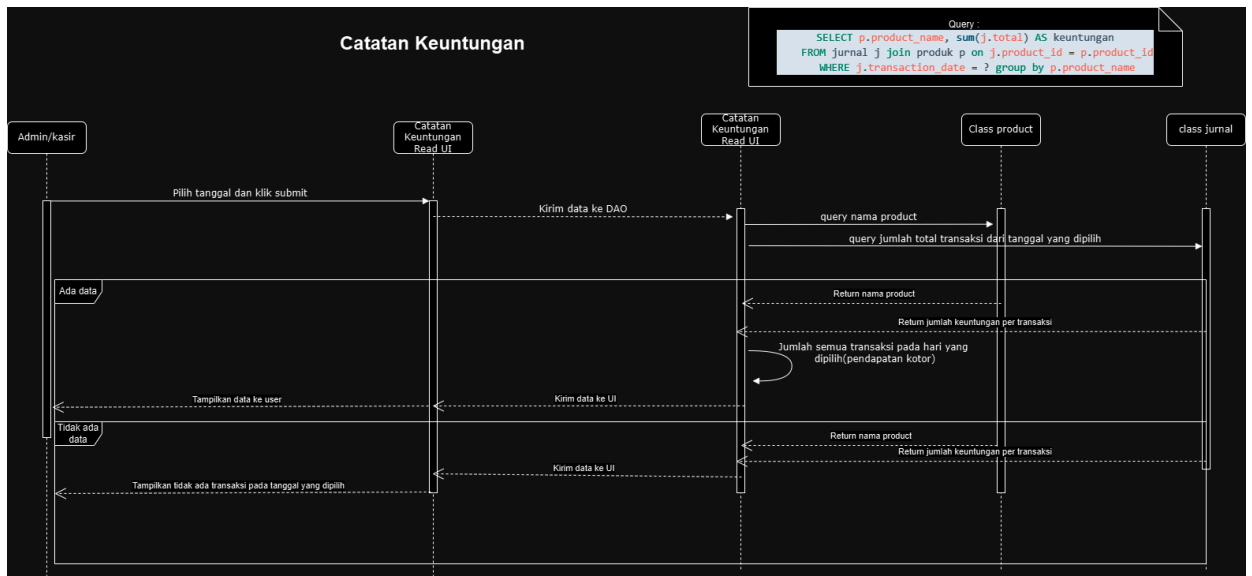 Catatan Keuntungan
Query :
SELECT p.product_name, sum(j.total) AS keuntungan
FROM jurnal j join produk p on j.product_id = p.product_id
WHERE j.transaction_date = ? group by p.product_name
Admin/kasir
Catatan
Keuntungan
Read UI
Catatan
Keuntungan
Read UI
Class product
class jurnal
Pilih tanggal dan klik submit
Kirim data ke DAO
query nama product
query jumlah total transaksi dari tanggal yang dipilih
Ada data
Return nama product
Return jumlah keuntungan per transaksi
Jumlah semua transaksi pada hari yang
dipilih(pendapatan kotor)
Tampilkan data ke user
Kirim data ke UI
Tidak ada
data
Return nama product
Return jumlah keuntungan per transaksi
Kirim data ke UI
Tampilkan tidak ada transaksi pada tanggal yang dipilih